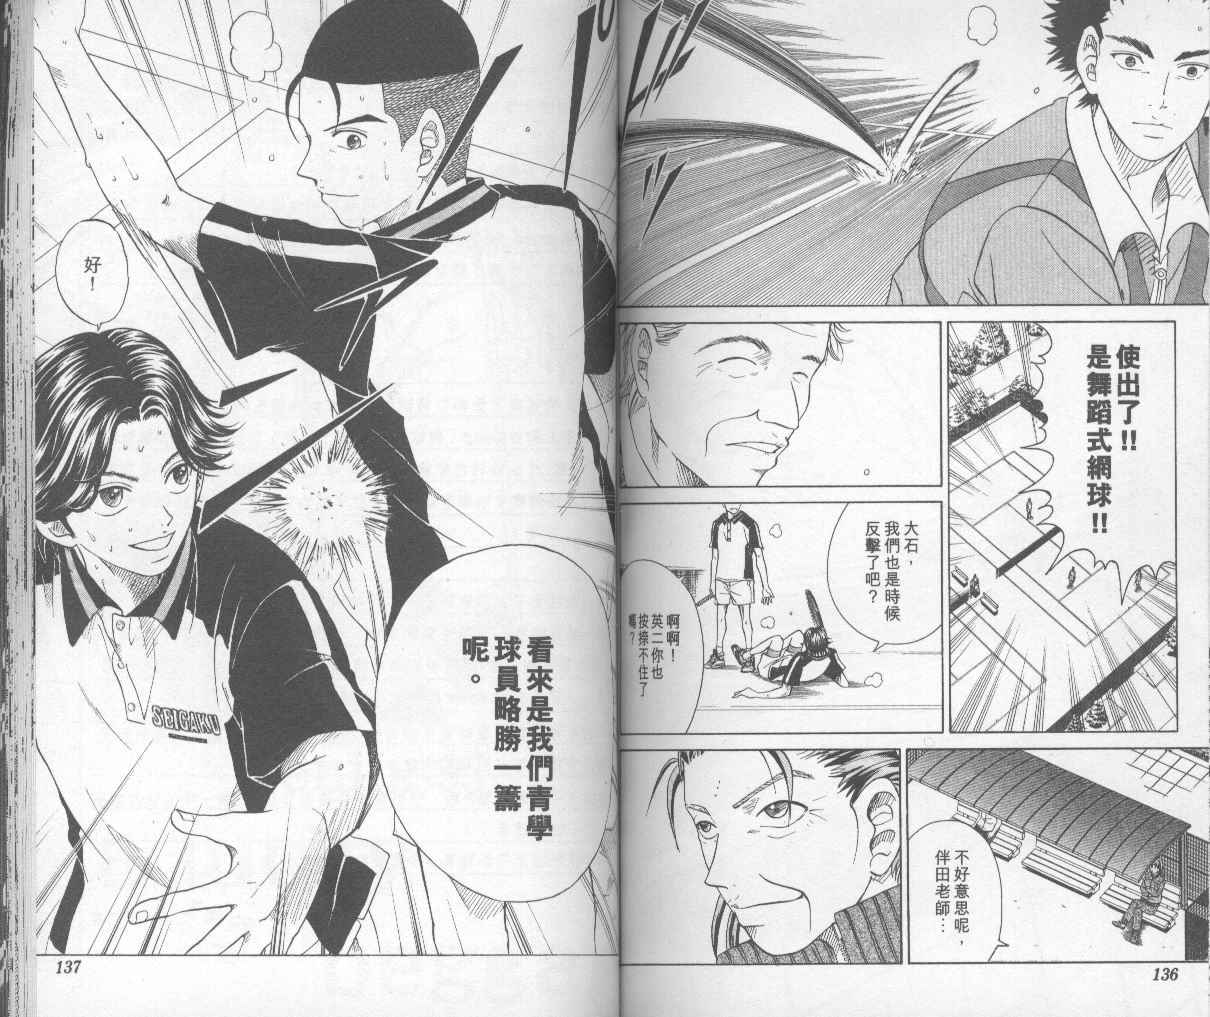 使出了!!
是舞蹈式網球!!
大石，
我們也是時候
反擊了吧？
啊啊！
英二你也
按捺不住了
嗎？
不好意思呢，
伴田老師…
136
好！
看來是我們青學
球員略勝一籌
呢。
SEIGAKU
137